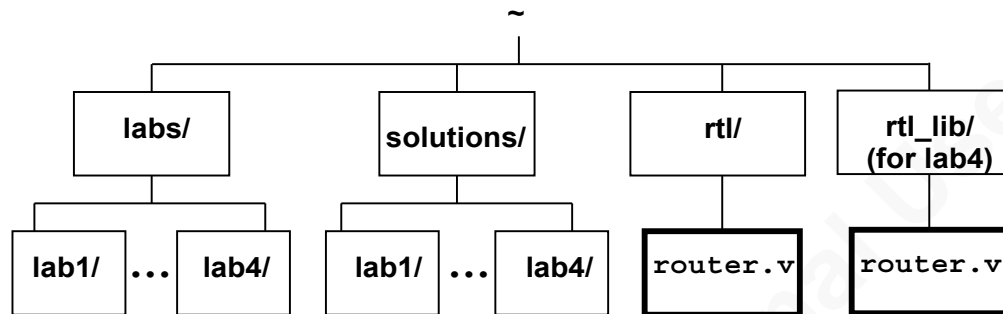 ~
labs/
solutions/
rtl/
rtl_lib/
(for lab4)
lab1/ ... lab4/
lab1/ ... lab4/
router.v
router.v